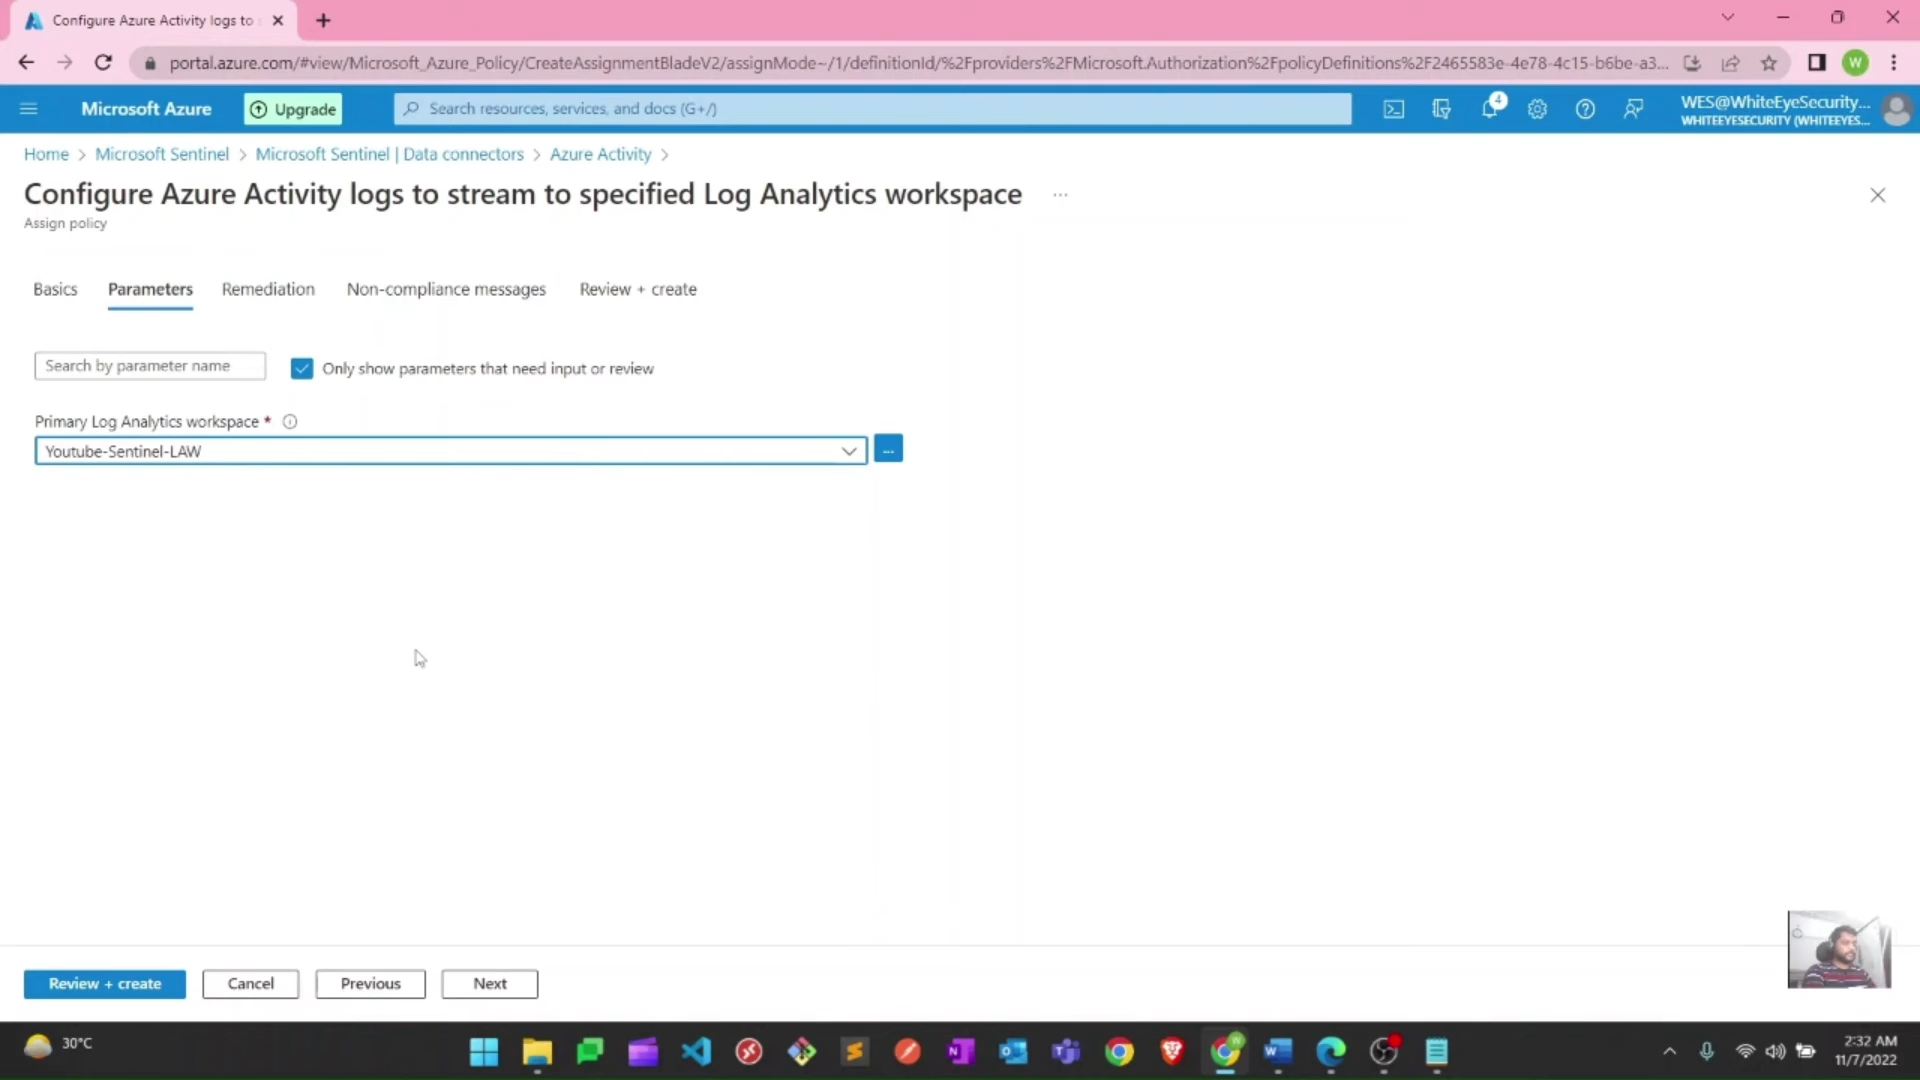 Configure Azure Activity logs to
portal.azure.com/#view/Microsoft_Azure_Policy/CreateAssignmentBladeV2/assignMode~/1/definitionId/%2Fproviders%2FMicrosoft.Authorization%2FpolicyDefinitions%2F2465583e-4e78-4c15-b6be-a3...
W
Microsoft Azure
Upgrade
Search resources, services, and docs (G+/)
4
WES@WhiteEyeSecurity...
WHITEEYESECURITY (WHITEEYES...
Home > Microsoft Sentinel > Microsoft Sentinel | Data connectors > Azure Activity >
Configure Azure Activity logs to stream to specified Log Analytics workspace ...
Assign policy
Basics Parameters Remediation Non-compliance messages Review + create
Search by parameter name
Only show parameters that need input or review
Primary Log Analytics workspace *
Youtube-Sentinel-LAW
...
Review + create Cancel Previous Next
30°C
2:32 AM
11/7/2022